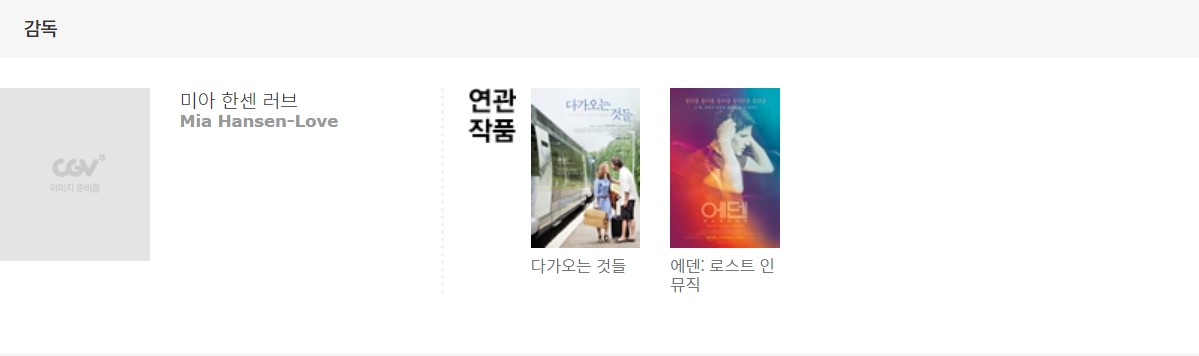 감독
CGV
이미지 준비중
미아 한센 러브
Mia Hansen-Love
연관
작품
다가오는
것들
에덴
다가오는 것들
에덴: 로스트 인
뮤직